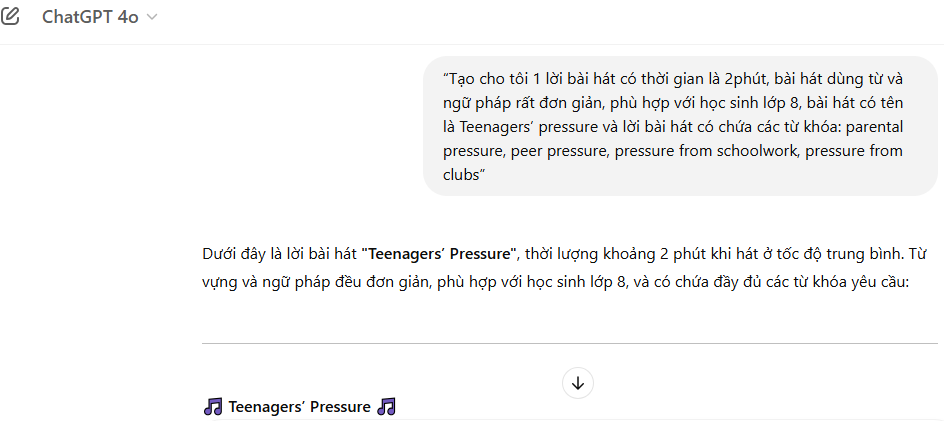 ChatGPT 4o
“Tạo cho tôi 1 lời bài hát có thời gian là 2phút, bài hát dùng từ và
ngữ pháp rất đơn giản, phù hợp với học sinh lớp 8, bài hát có tên
là Teenagers’ pressure và lời bài hát có chứa các từ khóa: parental
pressure, peer pressure, pressure from schoolwork, pressure from
clubs”
Dưới đây là lời bài hát "Teenagers’ Pressure", thời lượng khoảng 2 phút khi hát ở tốc độ trung bình. Từ
vựng và ngữ pháp đều đơn giản, phù hợp với học sinh lớp 8, và có chứa đầy đủ các từ khóa yêu cầu:
🎵 Teenagers’ Pressure 🎵